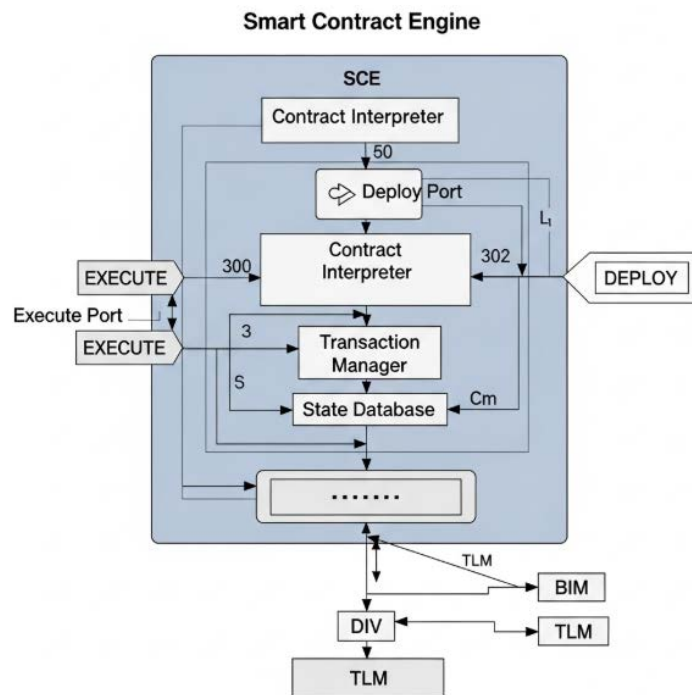 Smart Contract Engine
SCE
Contract Interpreter
50
Deploy Port
L₁
Contract
Interpreter
300
302
EXECUTE
DEPLOY
Execute Port
EXECUTE
3
Transaction
Manager
S
State Database
Cm
.......
TLM
BIM
DIV
TLM
TLM